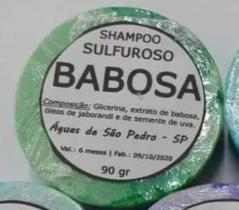 SHAMPOO
SULFUROSO
BABOSA
Composição: Glicerina, extrato de babosa,
óleos de jaborandi e de semente de uva.
Águas de São Pedro - SP
Val.: 6 meses | Fab.: 09/10/2020
90 gr